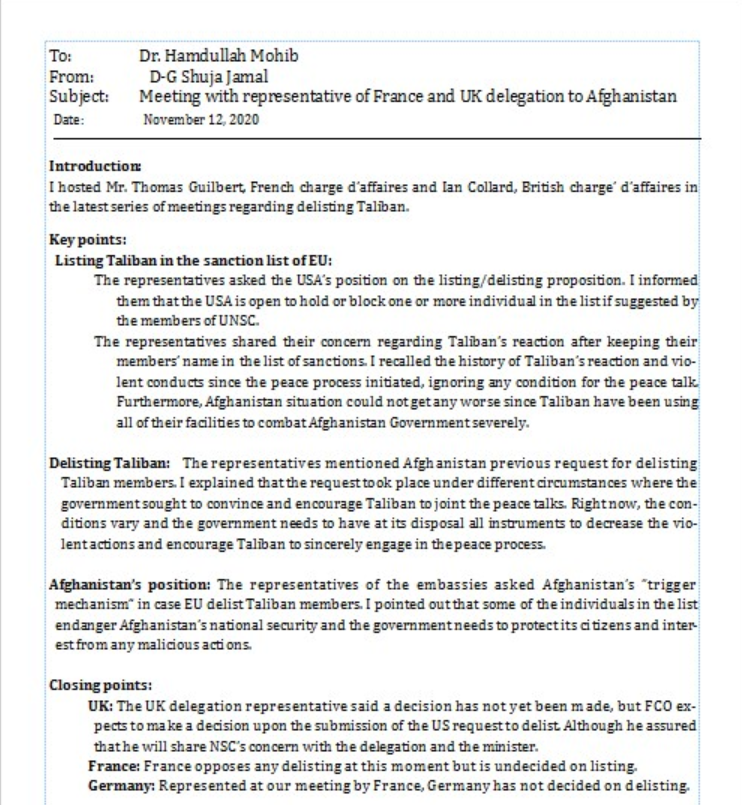 To: Dr. Hamdullah Mohib
From: D-G Shuja Jamal
Subject: Meeting with representative of France and UK delegation to Afghanistan
Date: November 12, 2020
Introduction:
I hosted Mr. Thomas Guilbert, French charge d'affaires and Ian Collard, British charge' d'affaires in
the latest series of meetings regarding delisting Taliban.
Key points:
Listing Taliban in the sanction list of EU:
The representatives asked the USA's position on the listing/delisting proposition. I informed
them that the USA is open to hold or block one or more individual in the list if suggested by
the members of UNSC.
The representatives shared their concern regarding Taliban's reaction after keeping their
members' name in the list of sanctions. I recalled the history of Taliban's reaction and vio-
lent conducts since the peace process initiated, ignoring any condition for the peace talk.
Furthermore, Afghanistan situation could not get any worse since Taliban have been using
all of their facilities to combat Afghanistan Government severely.
Delisting Taliban: The representatives mentioned Afghanistan previous request for delisting
Taliban members. I explained that the request took place under different circumstances where the
government sought to convince and encourage Taliban to joint the peace talks. Right now, the con-
ditions vary and the government needs to have at its disposal all instruments to decrease the vio-
lent actions and encourage Taliban to sincerely engage in the peace process.
Afghanistan's position: The representatives of the embassies asked Afghanistan's "trigger
mechanism" in case EU delist Taliban members. I pointed out that some of the individuals in the list
endanger Afghanistan's national security and the government needs to protect its citizens and inter-
est from any malicious actions.
Closing points:
UK: The UK delegation representative said a decision has not yet been made, but FCO ex-
pects to make a decision upon the submission of the US request to delist. Although he assured
that he will share NSC's concern with the delegation and the minister.
France: France opposes any delisting at this moment but is undecided on listing.
Germany: Represented at our meeting by France, Germany has not decided on delisting.